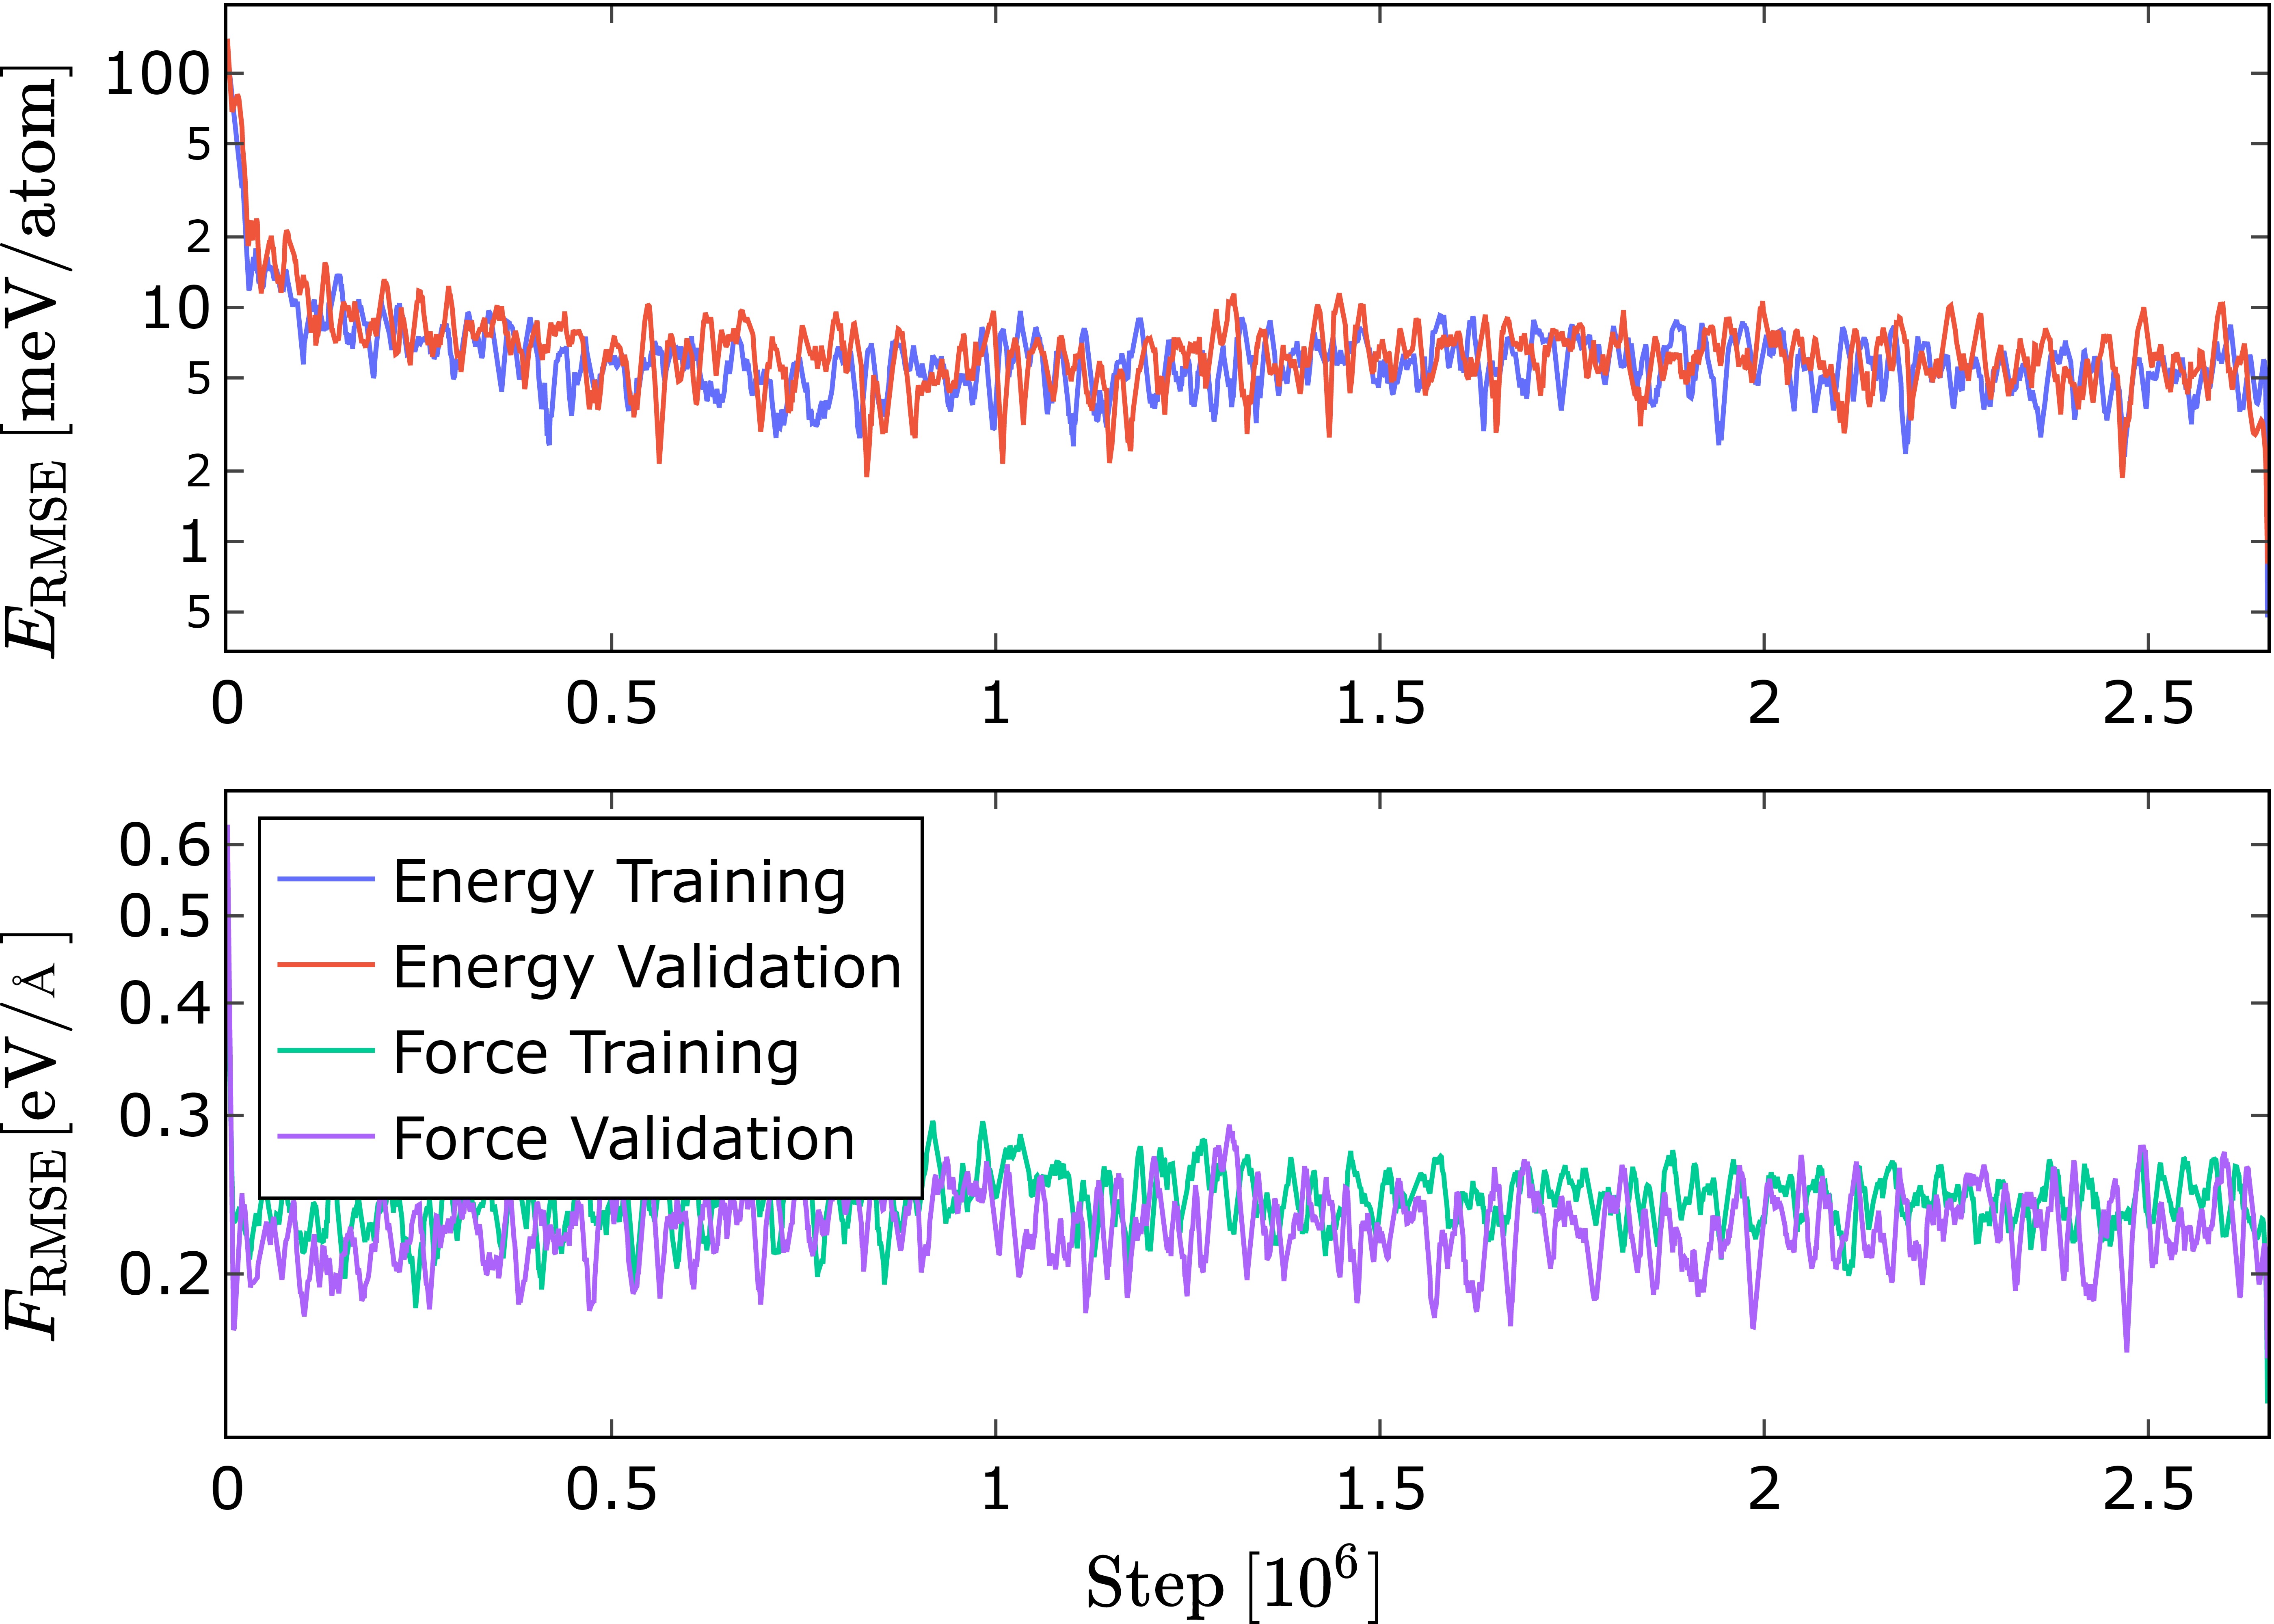 E_RMSE [meV/atom]
100
5
2
10
5
2
1
5
0 0.5 1 1.5 2 2.5
F_RMSE [eV/Å]
0.6
0.5
0.4
0.3
0.2
Energy Training
Energy Validation
Force Training
Force Validation
0 0.5 1 1.5 2 2.5
Step [10⁶]